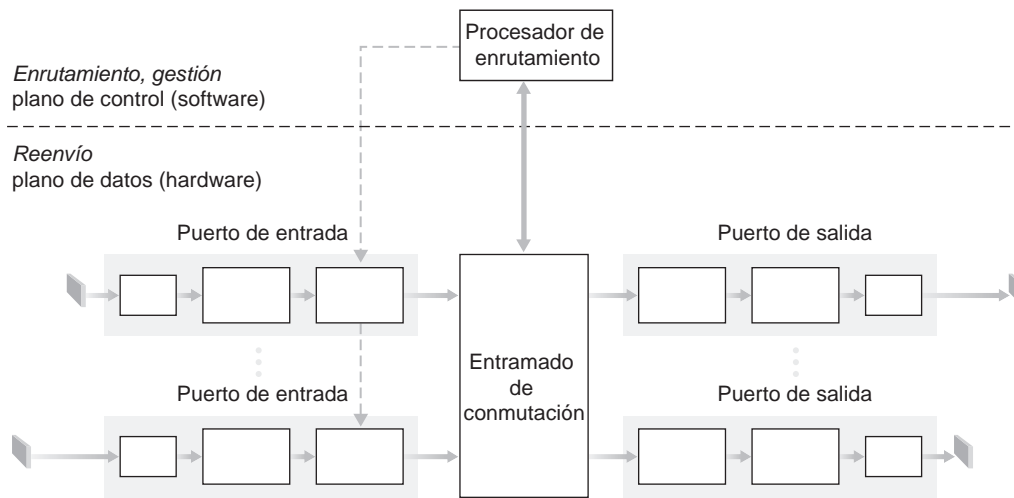 Procesador de
enrutamiento
Enrutamiento, gestión
plano de control (software)
Reenvío
plano de datos (hardware)
Puerto de entrada
Puerto de salida
Entramado
de
conmutación
Puerto de entrada
Puerto de salida